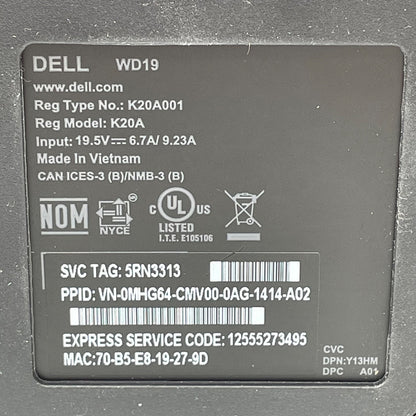 DELL WD19
www.dell.com
Reg Type No.: K20A001
Reg Model: K20A
Input: 19.5V⎓ 6.7A/ 9.23A
Made In Vietnam
CAN ICES-3 (B)/NMB-3 (B)
NOM
NYCE
C UL US
LISTED
I.T.E. E105106
SVC TAG: 5RN3313
PPID: VN-0MHG64-CMV00-0AG-1414-A02
EXPRESS SERVICE CODE: 12555273495
MAC:70-B5-E8-19-27-9D
CVC
DPN:Y13HM
DPC A01